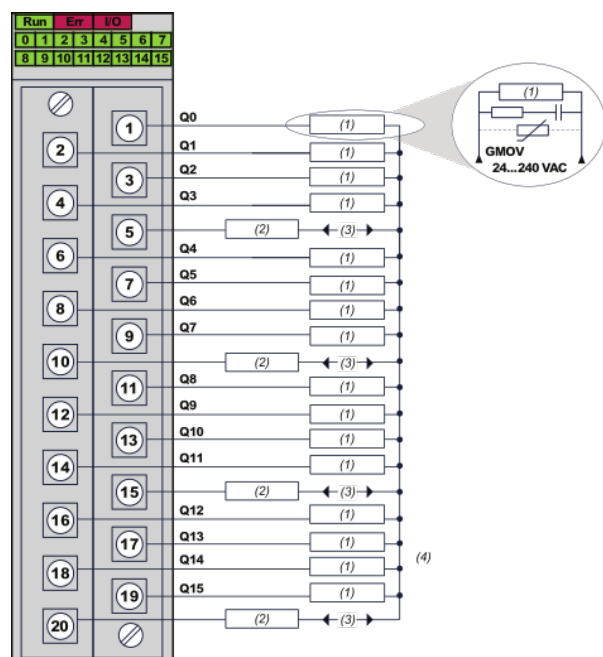 Run Err I/O
0 1 2 3 4 5 6 7
8 9 10 11 12 13 14 15
1 Q0 (1)
2 Q1 (1)
3 Q2 (1)
4 Q3 (1)
5 (2) (3)
6 Q4 (1)
7 Q5 (1)
8 Q6 (1)
9 Q7 (1)
10 (2) (3)
11 Q8 (1)
12 Q9 (1)
13 Q10 (1)
14 Q11 (1)
15 (2) (3)
16 Q12 (1)
17 Q13 (1)
18 Q14 (1)
19 Q15 (1)
20 (2) (3)
(4)
(1)
GMOV
24...240 VAC